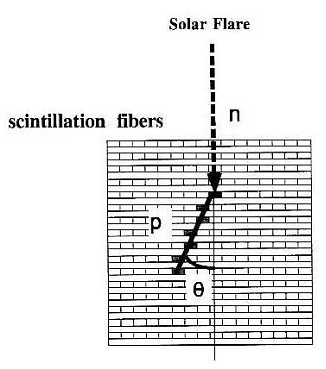 Solar Flare
n
scintillation fibers
p
θ